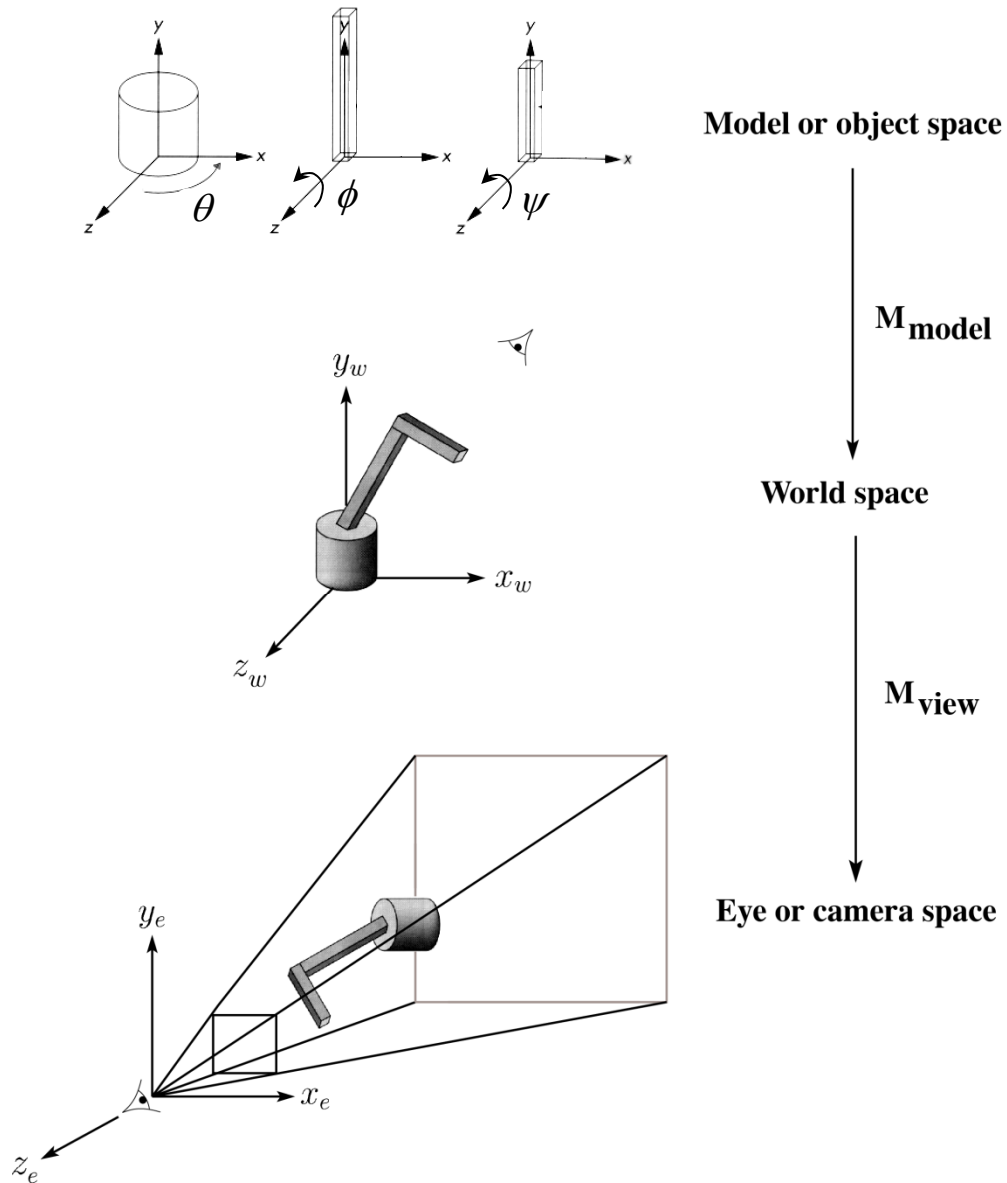 y
x
z
θ
y
x
z
ϕ
y
x
z
ψ
Model or object space
M_model
y_w
x_w
z_w
World space
M_view
y_e
x_e
z_e
Eye or camera space